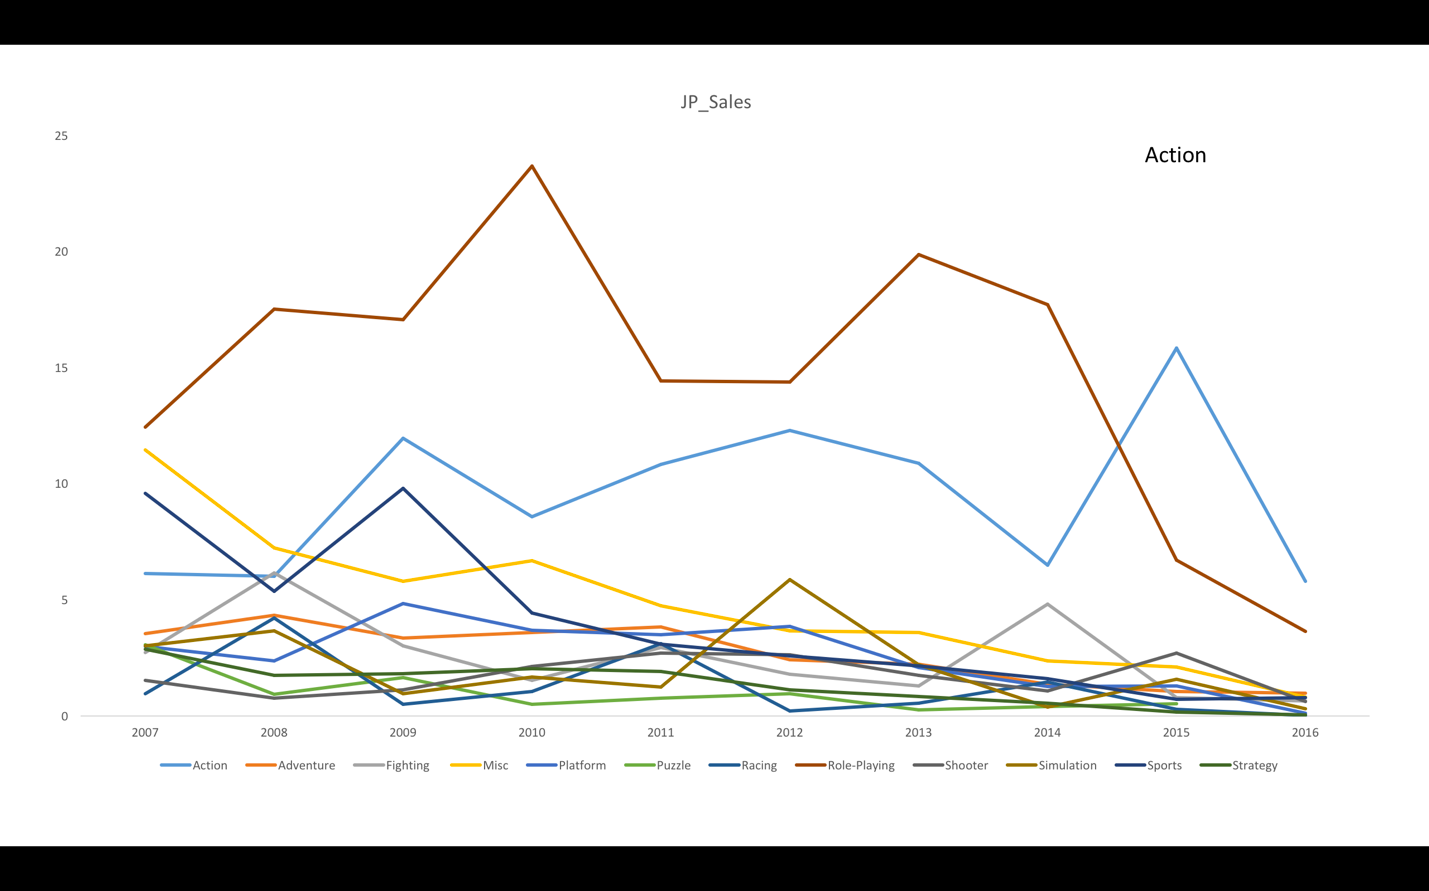 JP_Sales
25
Action
20
15
10
5
0
2007 2008 2009 2010 2011 2012 2013 2014 2015 2016
Action Adventure Fighting Misc Platform Puzzle Racing Role-Playing Shooter Simulation Sports Strategy